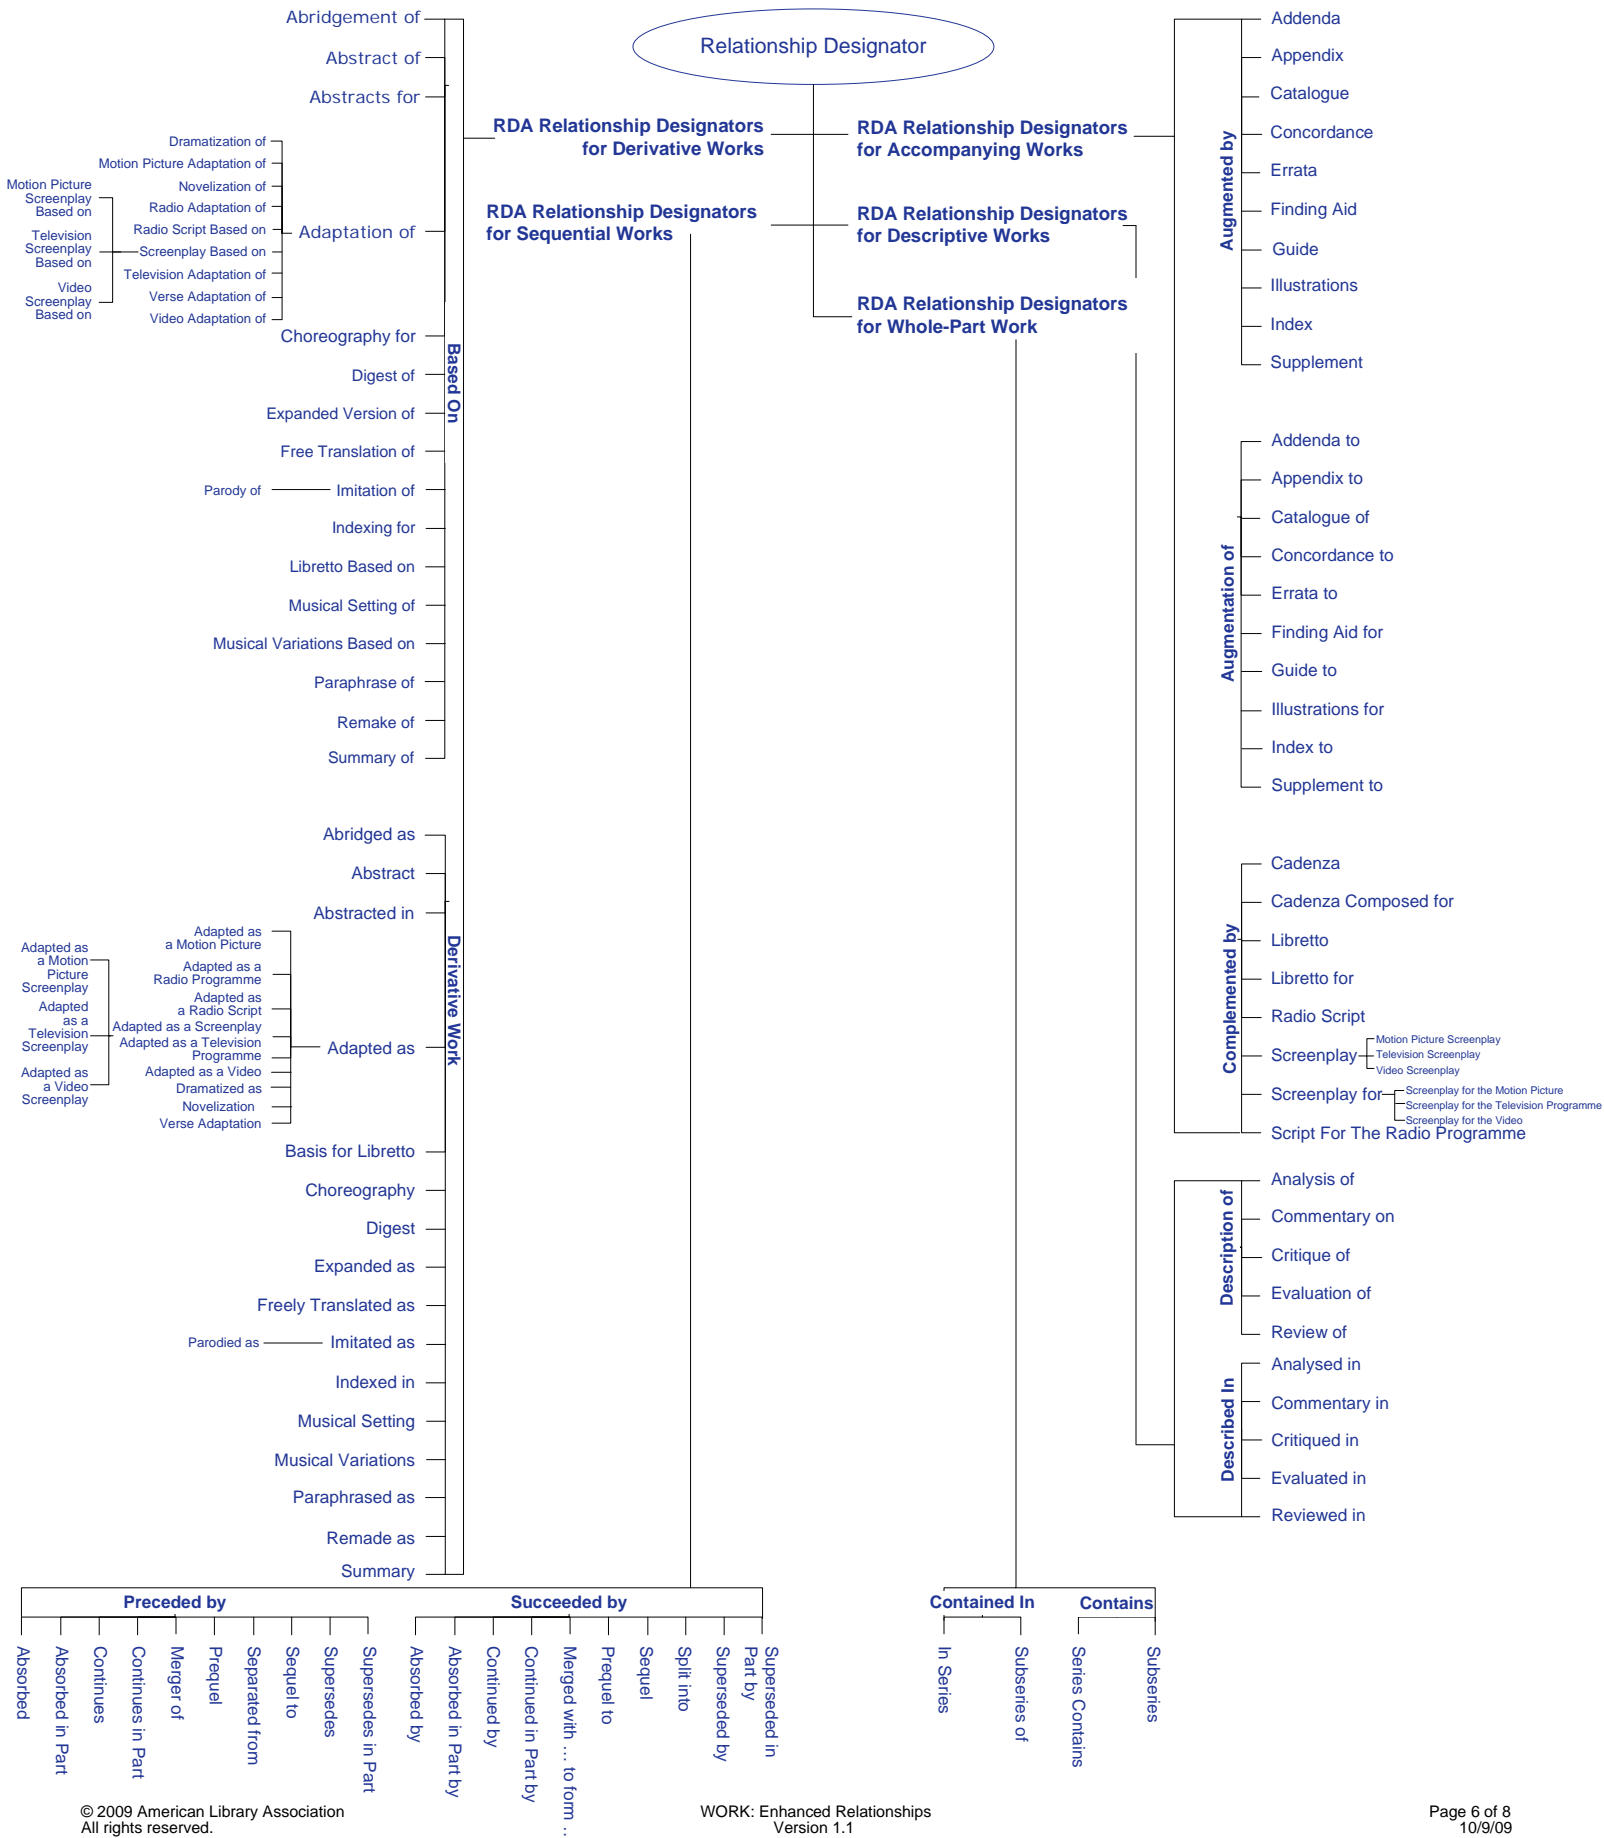 Relationship Designator
RDA Relationship Designators
for Derivative Works
RDA Relationship Designators
for Accompanying Works
RDA Relationship Designators
for Sequential Works
RDA Relationship Designators
for Descriptive Works
RDA Relationship Designators
for Whole-Part Work
Based On
Abridgement of
Abstract of
Abstracts for
Adaptation of
Dramatization of
Motion Picture Adaptation of
Novelization of
Radio Adaptation of
Radio Script Based on
Screenplay Based on
Television Adaptation of
Verse Adaptation of
Video Adaptation of
Motion Picture
Screenplay
Based on
Television
Screenplay
Based on
Video
Screenplay
Based on
Choreography for
Digest of
Expanded Version of
Free Translation of
Imitation of
Parody of
Indexing for
Libretto Based on
Musical Setting of
Musical Variations Based on
Paraphrase of
Remake of
Summary of
Derivative Work
Abridged as
Abstract
Abstracted in
Adapted as
Adapted as
a Motion Picture
Adapted as a
Radio Programme
Adapted as
a Radio Script
Adapted as a Screenplay
Adapted as a Television
Programme
Adapted as a Video
Dramatized as
Novelization
Verse Adaptation
Adapted as
a Motion
Picture
Screenplay
Adapted
as a
Television
Screenplay
Adapted as
a Video
Screenplay
Basis for Libretto
Choreography
Digest
Expanded as
Freely Translated as
Imitated as
Parodied as
Indexed in
Musical Setting
Musical Variations
Paraphrased as
Remade as
Summary
Augmented by
Addenda
Appendix
Catalogue
Concordance
Errata
Finding Aid
Guide
Illustrations
Index
Supplement
Augmentation of
Addenda to
Appendix to
Catalogue of
Concordance to
Errata to
Finding Aid for
Guide to
Illustrations for
Index to
Supplement to
Complemented by
Cadenza
Cadenza Composed for
Libretto
Libretto for
Radio Script
Screenplay
Motion Picture Screenplay
Television Screenplay
Video Screenplay
Screenplay for
Screenplay for the Motion Picture
Screenplay for the Television Programme
Screenplay for the Video
Script For The Radio Programme
Description of
Analysis of
Commentary on
Critique of
Evaluation of
Review of
Described In
Analysed in
Commentary in
Critiqued in
Evaluated in
Reviewed in
Preceded by
Absorbed
Absorbed in Part
Continues
Continues in Part
Merger of
Prequel
Separated from
Sequel to
Supersedes
Supersedes in Part
Succeeded by
Absorbed by
Absorbed in Part by
Continued by
Continued in Part by
Merged with ... to form ..
Prequel to
Sequel
Split into
Superseded by
Superseded in
Part by
Contained In
In Series
Subseries of
Contains
Series Contains
Subseries
© 2009 American Library Association
All rights reserved.
WORK: Enhanced Relationships
Version 1.1
Page 6 of 8
10/9/09